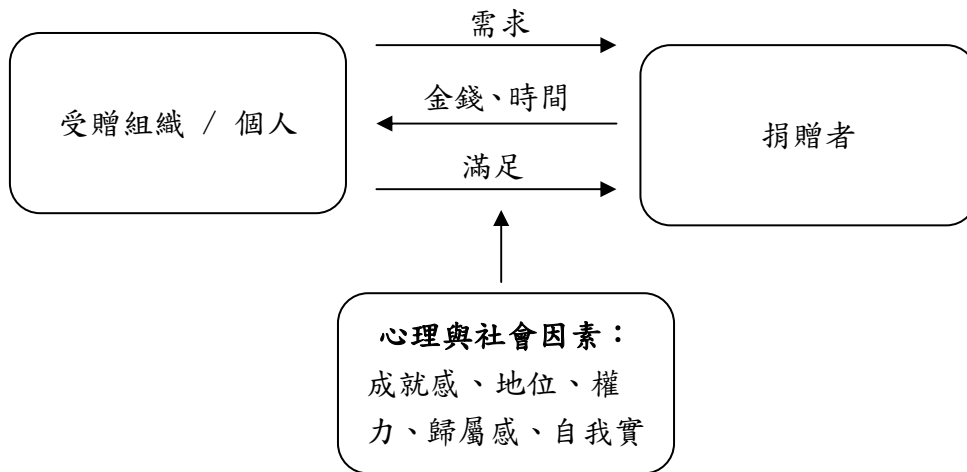 需求
受贈組織 / 個人
金錢、時間
捐贈者
滿足
心理與社會因素：
成就感、地位、權
力、歸屬感、自我實